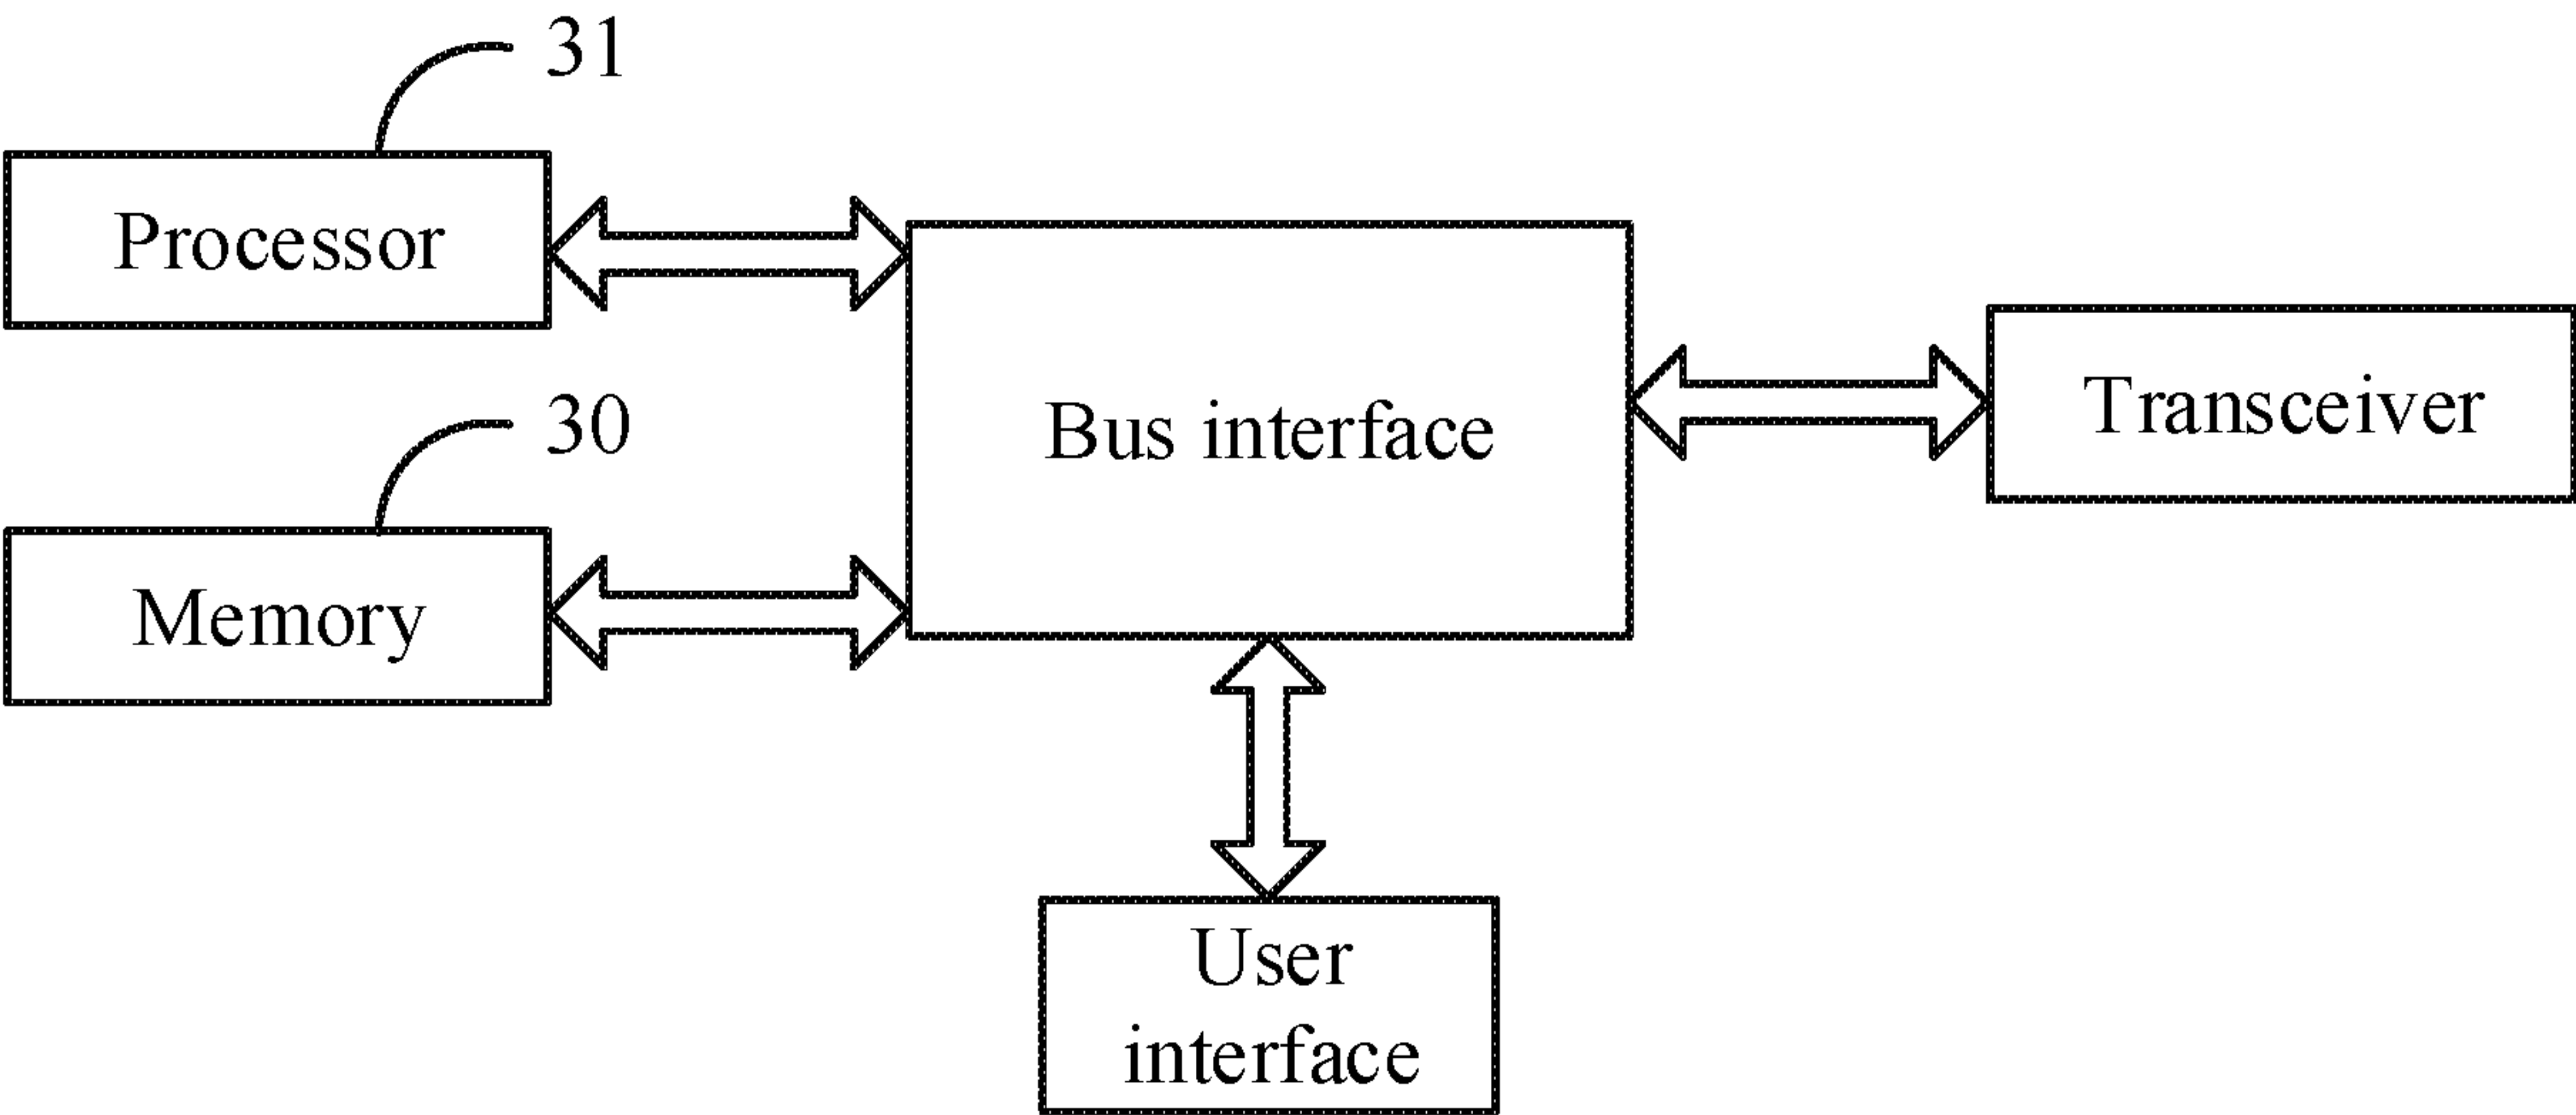 31
Processor
30
Memory
Bus interface
Transceiver
User
interface